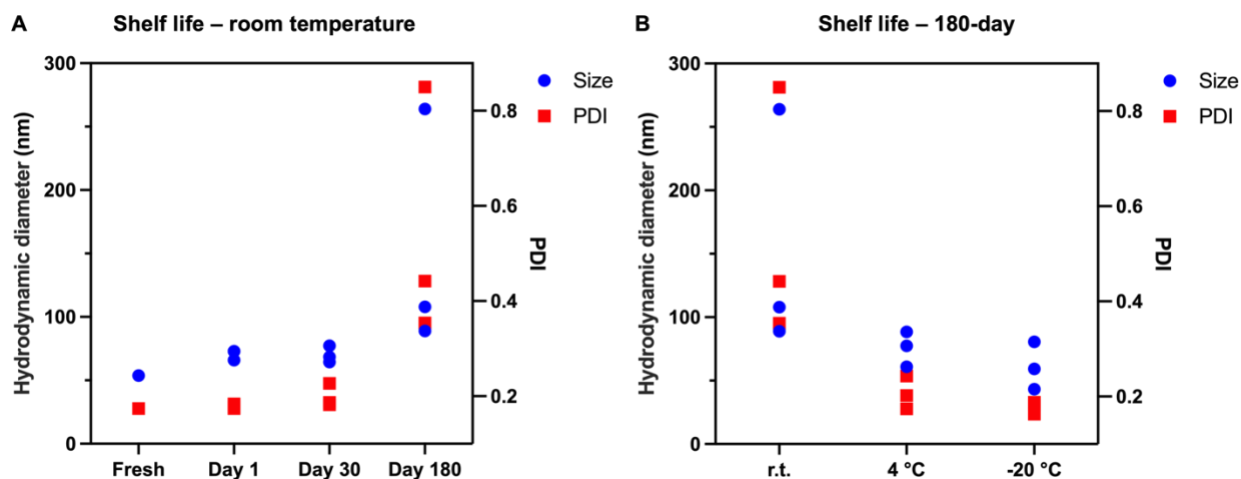 A
Shelf life – room temperature
300
200
100
0
Hydrodynamic diameter (nm)
0.8
0.6
0.4
0.2
PDI
Fresh
Day 1
Day 30
Day 180
Size
PDI
B
Shelf life – 180-day
300
200
100
0
Hydrodynamic diameter (nm)
0.8
0.6
0.4
0.2
PDI
r.t.
4 °C
-20 °C
Size
PDI